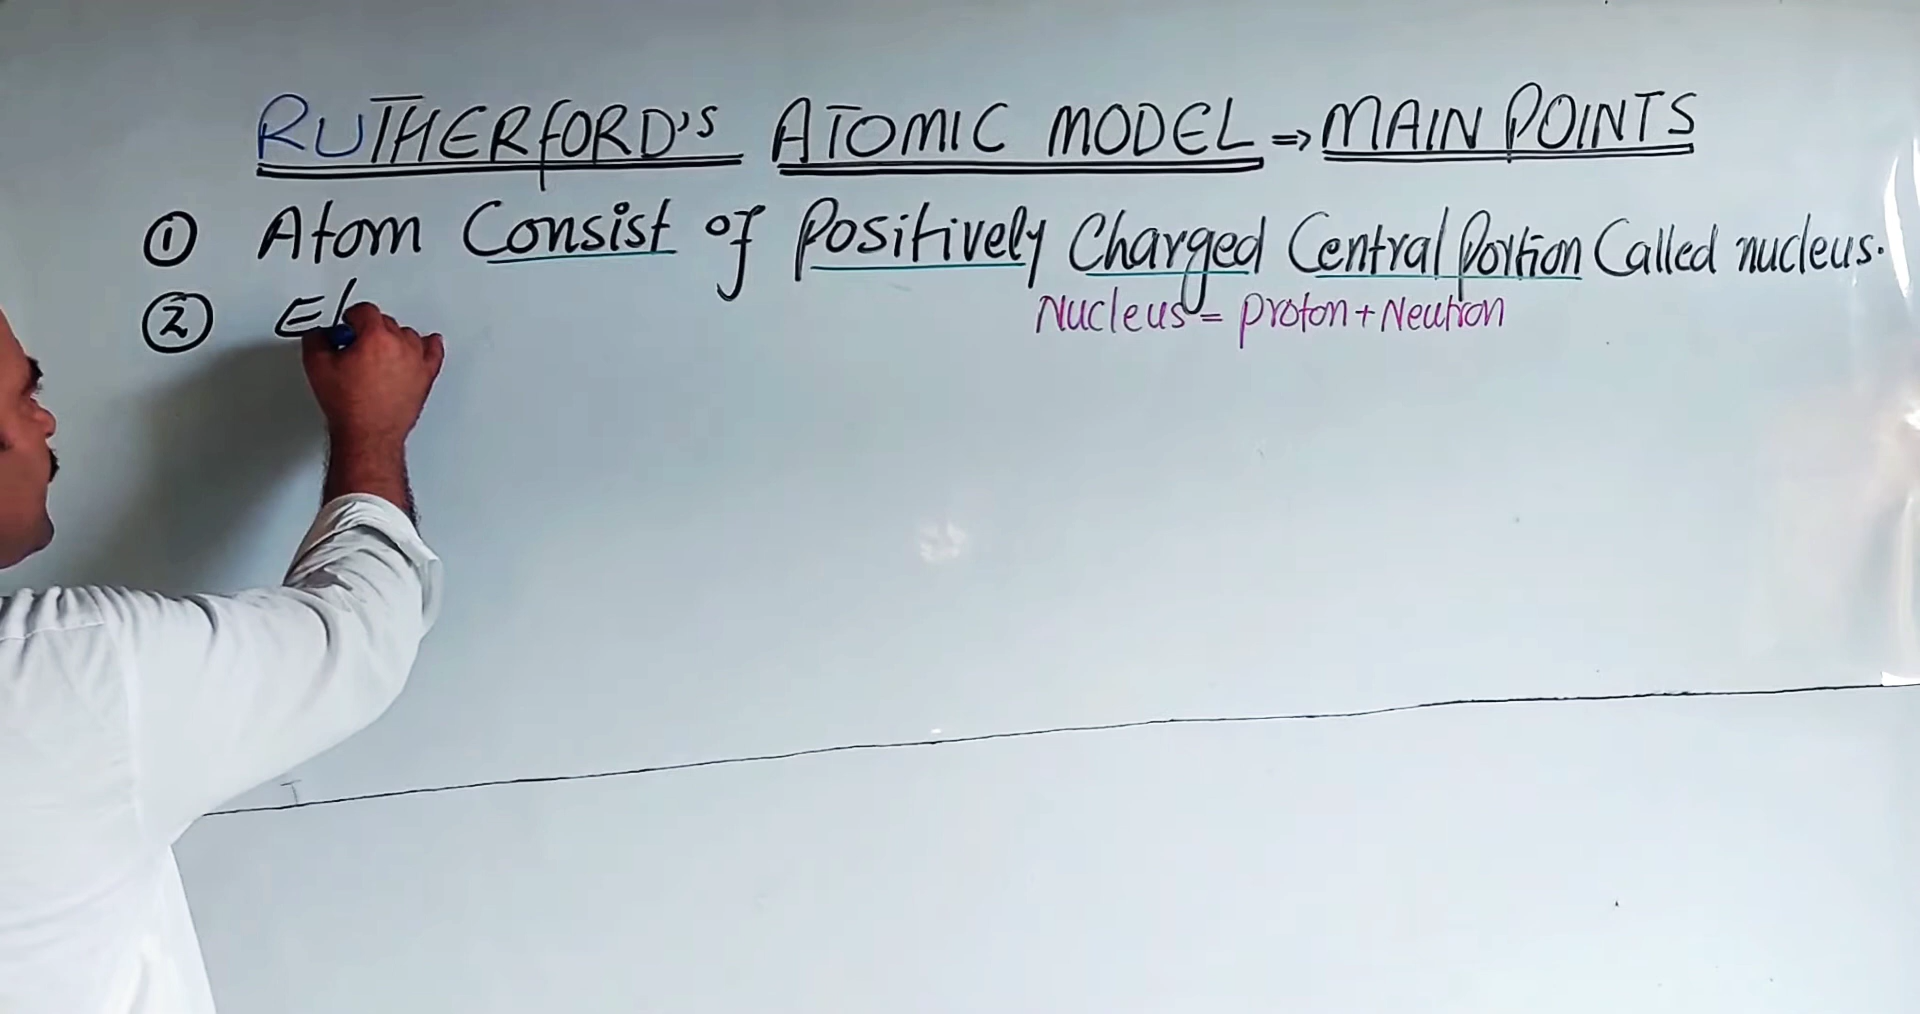 RUTHERFORD'S ATOMIC MODEL ⇒ MAIN POINTS
① Atom Consist of Positively Charged Central Portion Called nucleus.
Nucleus = Proton + Neutron
② El